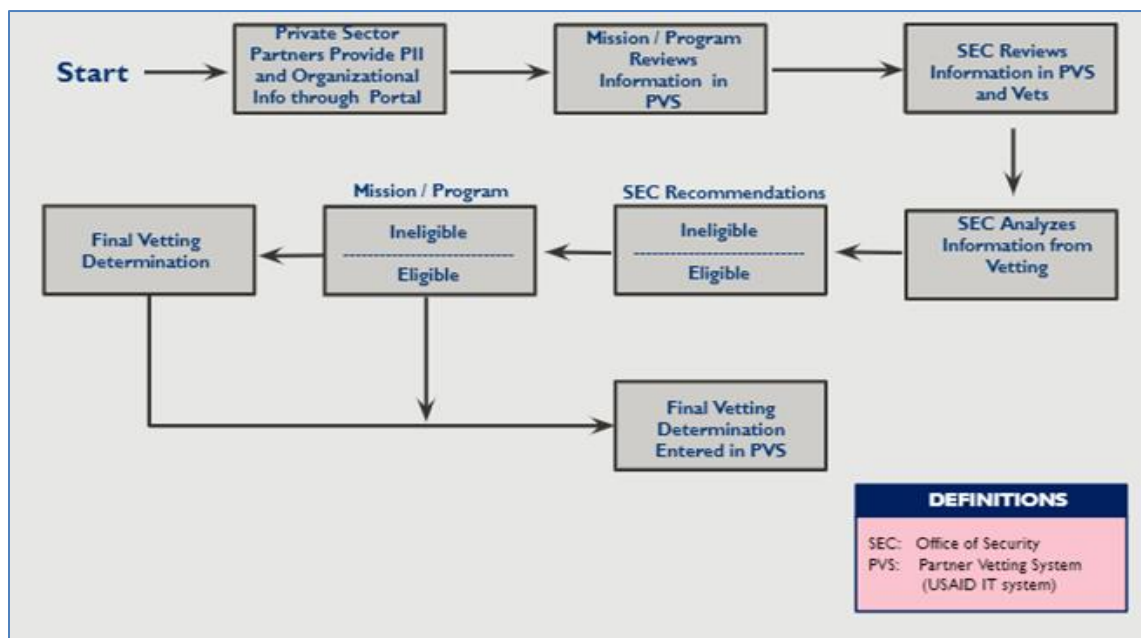 Start
Private Sector
Partners Provide PII
and Organizational
Info through Portal
Mission / Program
Reviews
Information in
PVS
SEC Reviews
Information in PVS
and Vets
SEC Analyzes
Information from
Vetting
SEC Recommendations
Ineligible
Eligible
Mission / Program
Ineligible
Eligible
Final Vetting
Determination
Final Vetting
Determination
Entered in PVS
DEFINITIONS
SEC: Office of Security
PVS: Partner Vetting System
(USAID IT system)